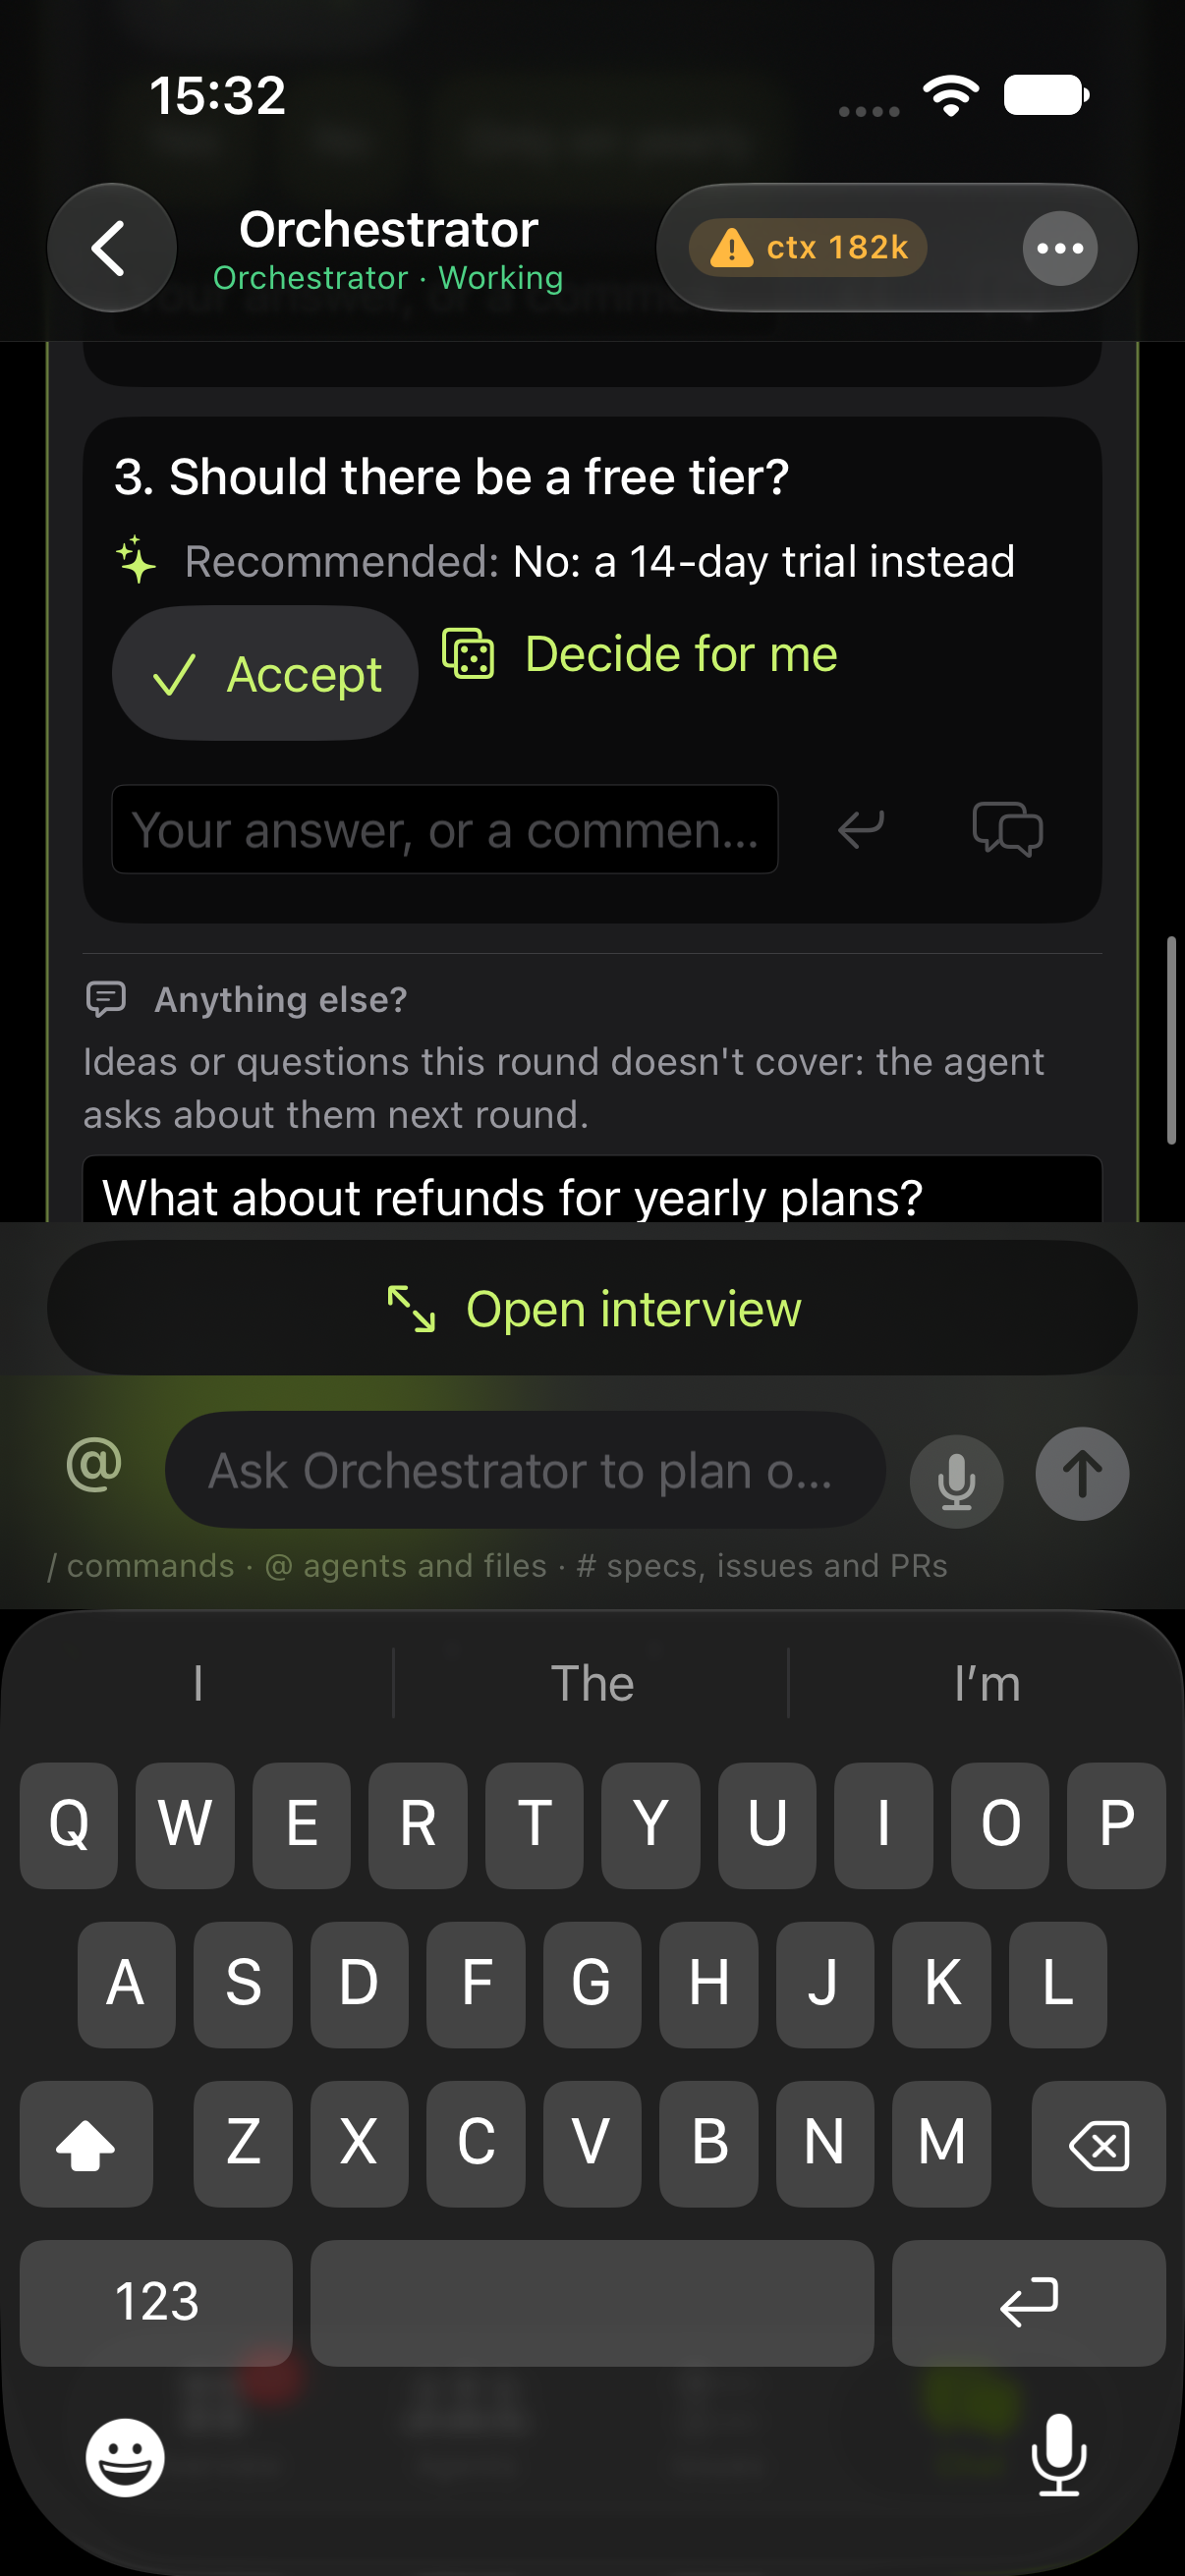 15:32
Orchestrator
Orchestrator · Working
ctx 182k
3. Should there be a free tier?
Recommended: No: a 14-day trial instead
Accept
Decide for me
Your answer, or a commen...
Anything else?
Ideas or questions this round doesn't cover: the agent
asks about them next round.
What about refunds for yearly plans?
Open interview
@
Ask Orchestrator to plan o...
/ commands · @ agents and files · # specs, issues and PRs
I The I'm
Q W E R T Y U I O P
A S D F G H J K L
Z X C V B N M
123